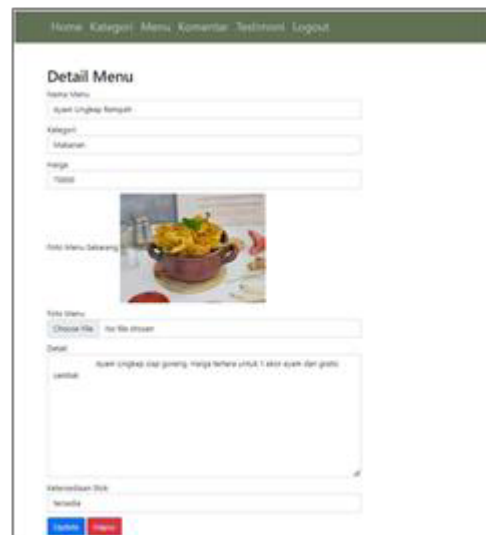 Home Kategori Menu Komentar Testimoni Logout
Detail Menu
Nama Menu
Ayam Ungkep Rempah
Kategori
Makanan
Harga
70000
Foto Menu Sekarang
Foto Menu
Choose File No file chosen
Detail
Ayam Ungkep siap goreng. Harga tertara untuk 1 ekor ayam dan gratis
sambal
Ketersediaan Stok
tersedia
Update Hapus